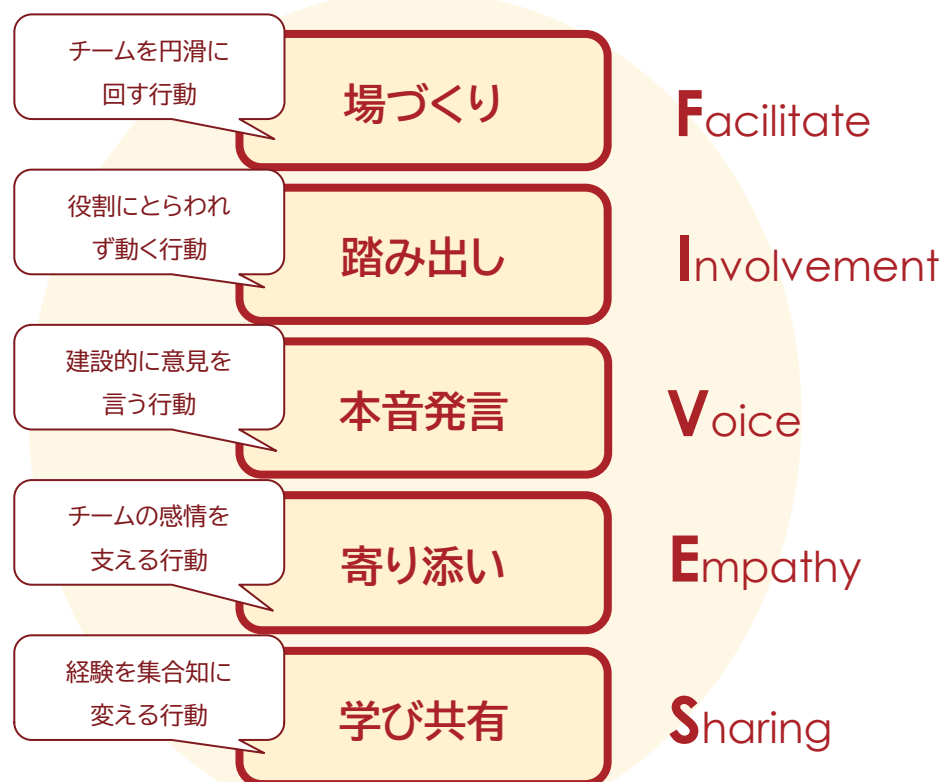 チームを円滑に
回す行動
場づくり
Facilitate
役割にとらわれ
ず動く行動
踏み出し
Involvement
建設的に意見を
言う行動
本音発言
Voice
チームの感情を
支える行動
寄り添い
Empathy
経験を集合知に
変える行動
学び共有
Sharing